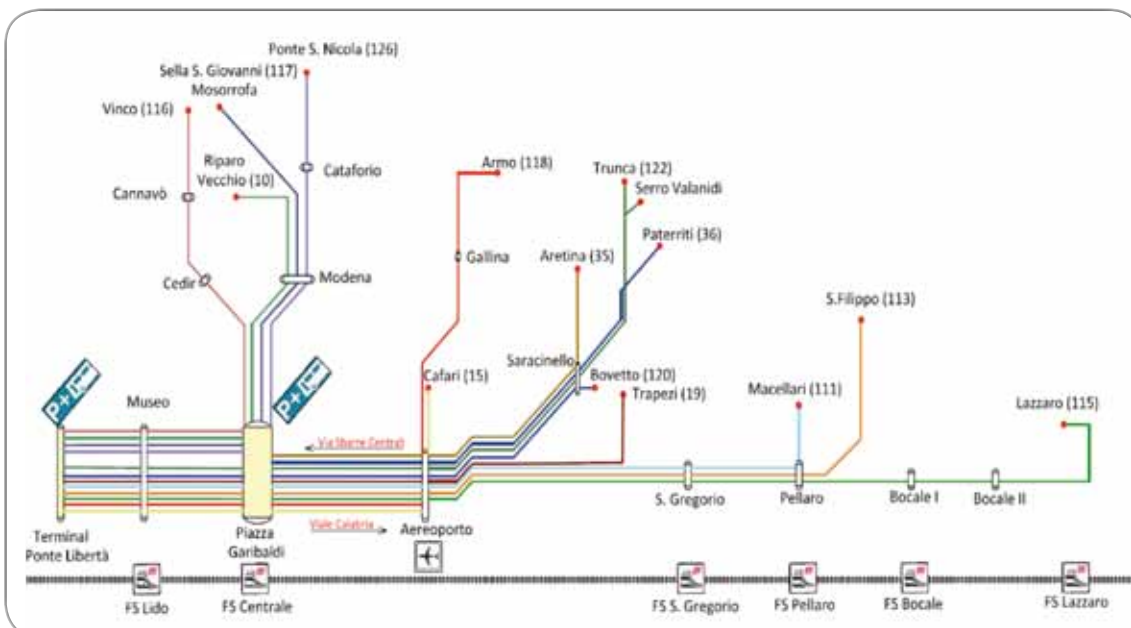 Ponte S. Nicola (126)
Sella S. Giovanni (117)
Mosorrofa
Vinco (116)
Riparo
Vecchio (10)
Cataforio
Cannavò
Cedir
Modena
Armo (118)
Trunca (122)
Serro Valanidi
Paterriti (36)
Gallina
Aretina (35)
S.Filippo (113)
Saracinello
Cafari (15)
Bovetto (120)
Trapezi (19)
Macellari (111)
Lazzaro (115)
P+
P+
Museo
Via Sbarre Centrali
S. Gregorio
Pellaro
Bocale I
Bocale II
Terminal
Ponte Libertà
Piazza
Garibaldi
Viale Calabria
Aereoporto
FS Lido
FS Centrale
FS S. Gregorio
FS Pellaro
FS Bocale
FS Lazzaro